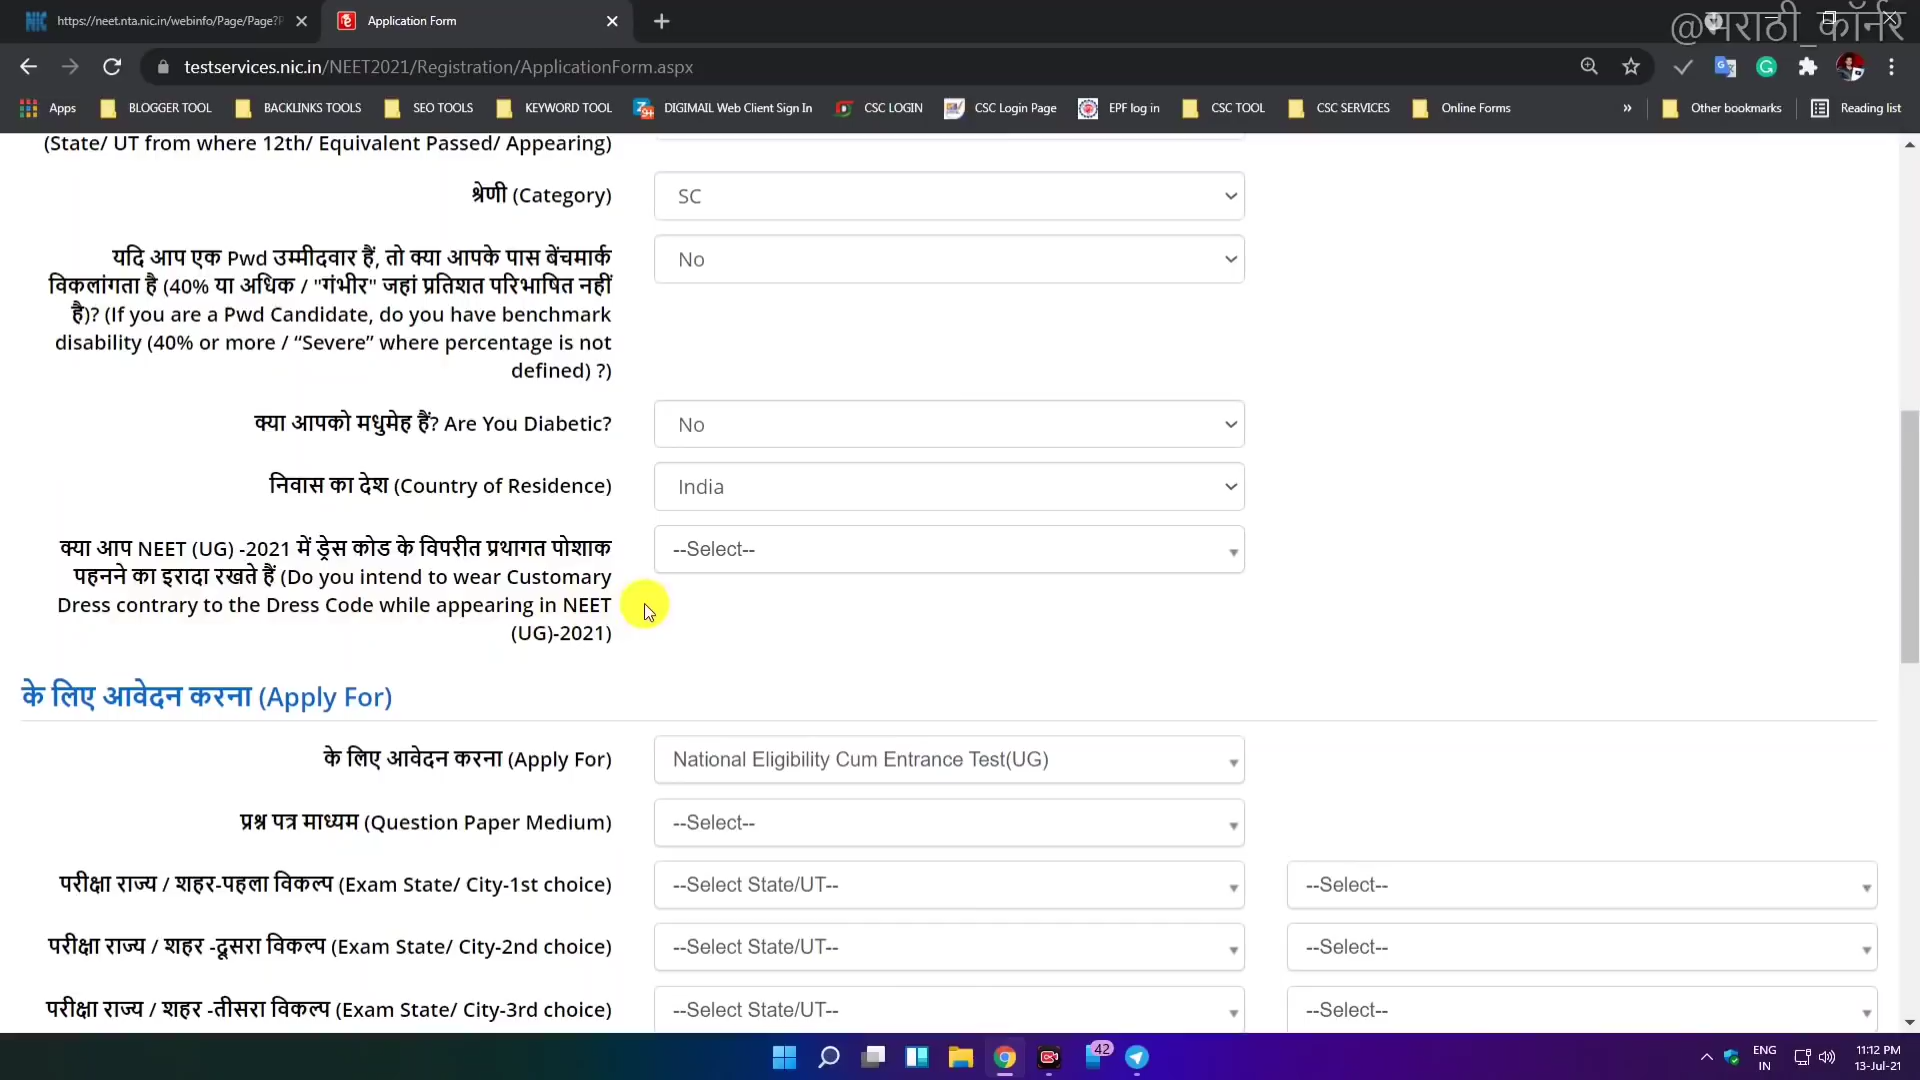 https://neet.nta.nic.in/webinfo/Page/Page?P
Application Form
@मराठी_कॉर्नर
testservices.nic.in/NEET2021/Registration/ApplicationForm.aspx
Apps BLOGGER TOOL BACKLINKS TOOLS SEO TOOLS KEYWORD TOOL DIGIMAIL Web Client Sign In CSC LOGIN CSC Login Page EPF log in CSC TOOL CSC SERVICES Online Forms » Other bookmarks Reading list
(State/ UT from where 12th/ Equivalent Passed/ Appearing)
श्रेणी (Category) SC
यदि आप एक Pwd उम्मीदवार हैं, तो क्या आपके पास बेंचमार्क No
विकलांगता है (40% या अधिक / "गंभीर" जहां प्रतिशत परिभाषित नहीं
है)? (If you are a Pwd Candidate, do you have benchmark
disability (40% or more / “Severe” where percentage is not
defined) ?)
क्या आपको मधुमेह हैं? Are You Diabetic? No
निवास का देश (Country of Residence) India
क्या आप NEET (UG) -2021 में ड्रेस कोड के विपरीत प्रथागत पोशाक --Select--
पहनने का इरादा रखते हैं (Do you intend to wear Customary
Dress contrary to the Dress Code while appearing in NEET
(UG)-2021)
के लिए आवेदन करना (Apply For)
के लिए आवेदन करना (Apply For) National Eligibility Cum Entrance Test(UG)
प्रश्न पत्र माध्यम (Question Paper Medium) --Select--
परीक्षा राज्य / शहर-पहला विकल्प (Exam State/ City-1st choice) --Select State/UT-- --Select--
परीक्षा राज्य / शहर -दूसरा विकल्प (Exam State/ City-2nd choice) --Select State/UT-- --Select--
परीक्षा राज्य / शहर -तीसरा विकल्प (Exam State/ City-3rd choice) --Select State/UT-- --Select--
42
ENG
IN
11:12 PM
13-Jul-21